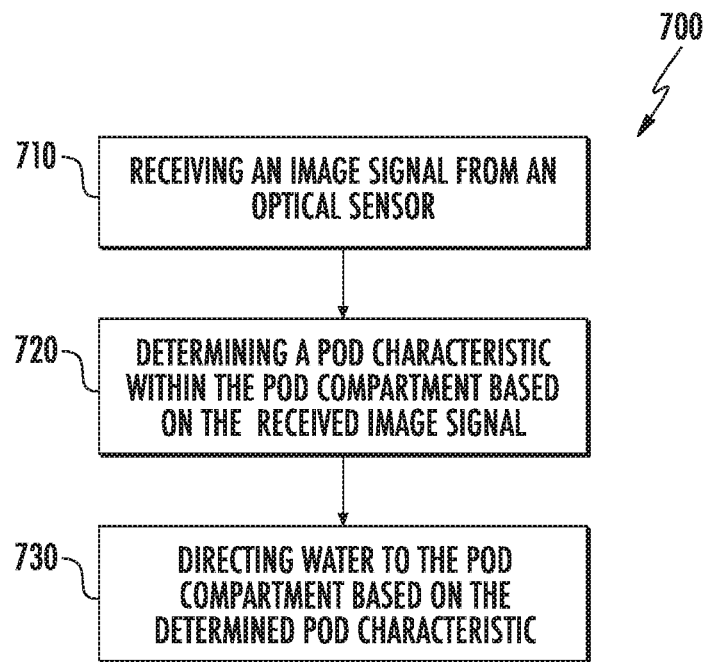 700
710
RECEIVING AN IMAGE SIGNAL FROM AN
OPTICAL SENSOR
720
DETERMINING A POD CHARACTERISTIC
WITHIN THE POD COMPARTMENT BASED
ON THE RECEIVED IMAGE SIGNAL
730
DIRECTING WATER TO THE POD
COMPARTMENT BASED ON THE
DETERMINED POD CHARACTERISTIC